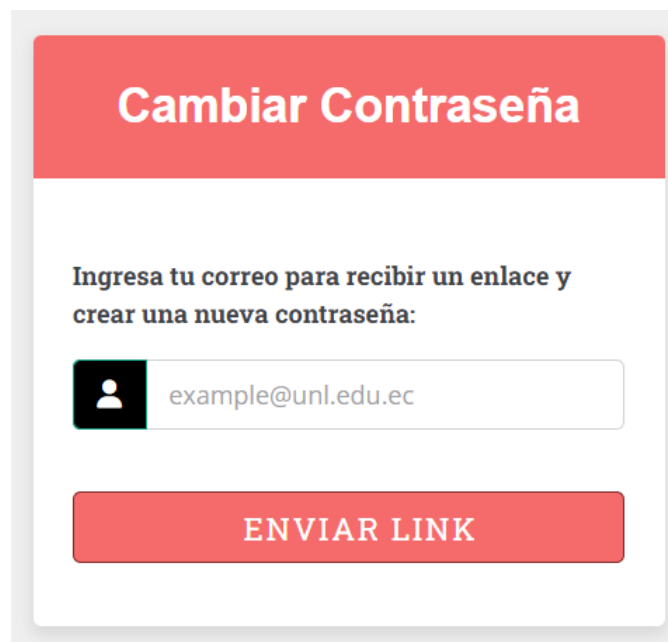 Cambiar Contraseña
Ingresa tu correo para recibir un enlace y
crear una nueva contraseña:
example@unl.edu.ec
ENVIAR LINK